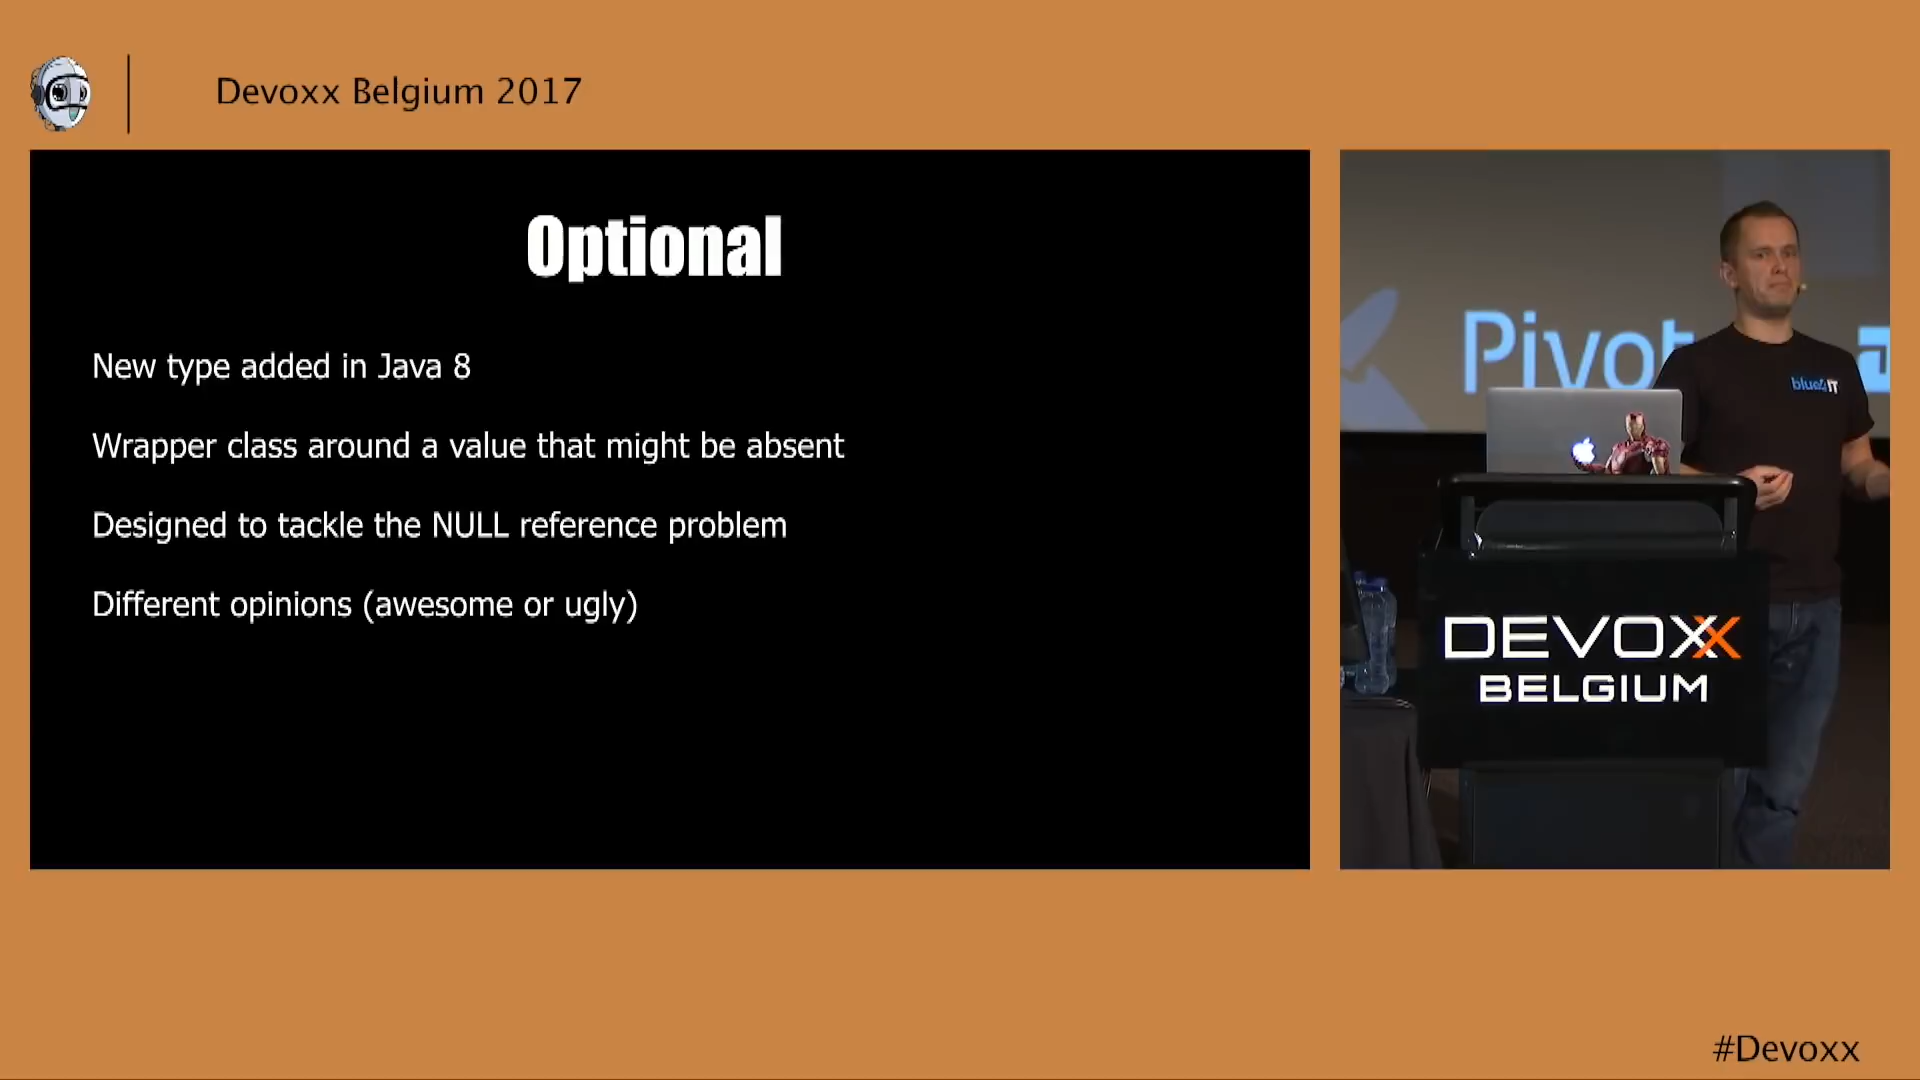 Devoxx Belgium 2017
Optional
New type added in Java 8
Wrapper class around a value that might be absent
Designed to tackle the NULL reference problem
Different opinions (awesome or ugly)
blue4IT
DEVOXX
BELGIUM
#Devoxx